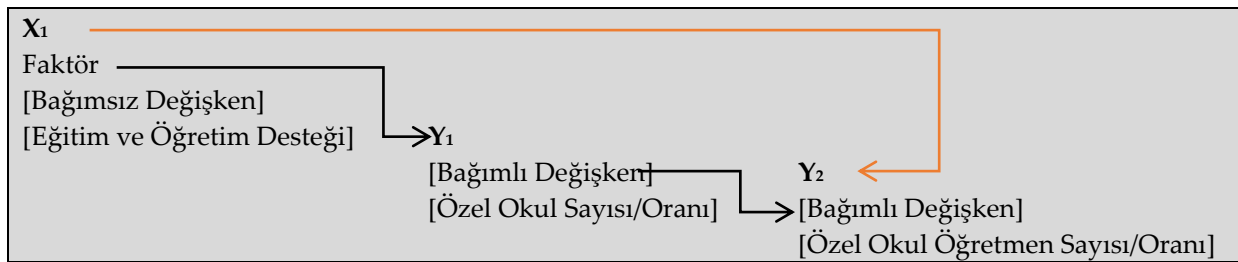 X₁
Faktör
[Bağımsız Değişken]
[Eğitim ve Öğretim Desteği]
Y₁
[Bağımlı Değişken]
[Özel Okul Sayısı/Oranı]
Y₂
[Bağımlı Değişken]
[Özel Okul Öğretmen Sayısı/Oranı]